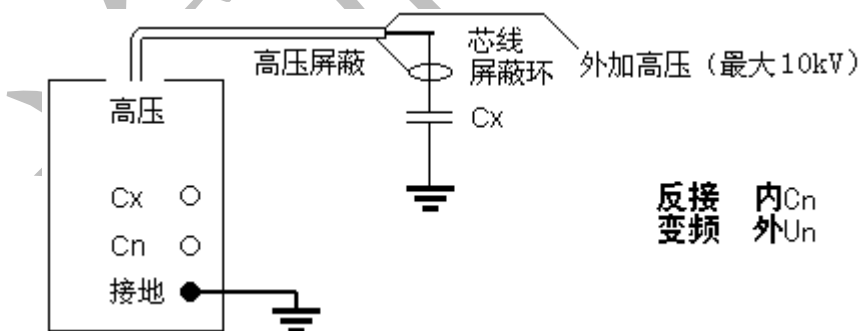 芯线
屏蔽环
高压屏蔽
外加高压（最大10kV）
高压
Cx
Cx
Cn
接地
反接 内Cn
变频 外Un